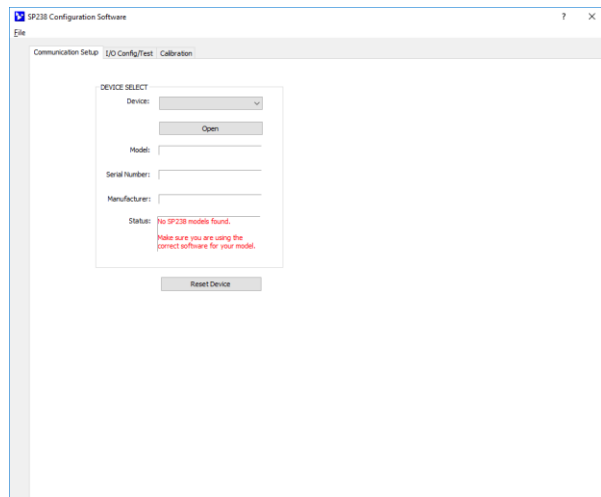 SP238 Configuration Software
?
File
Communication Setup I/O Config/Test Calibration
DEVICE SELECT
Device:
Open
Model:
Serial Number:
Manufacturer:
Status: No SP238 models found.
Make sure you are using the
correct software for your model.
Reset Device